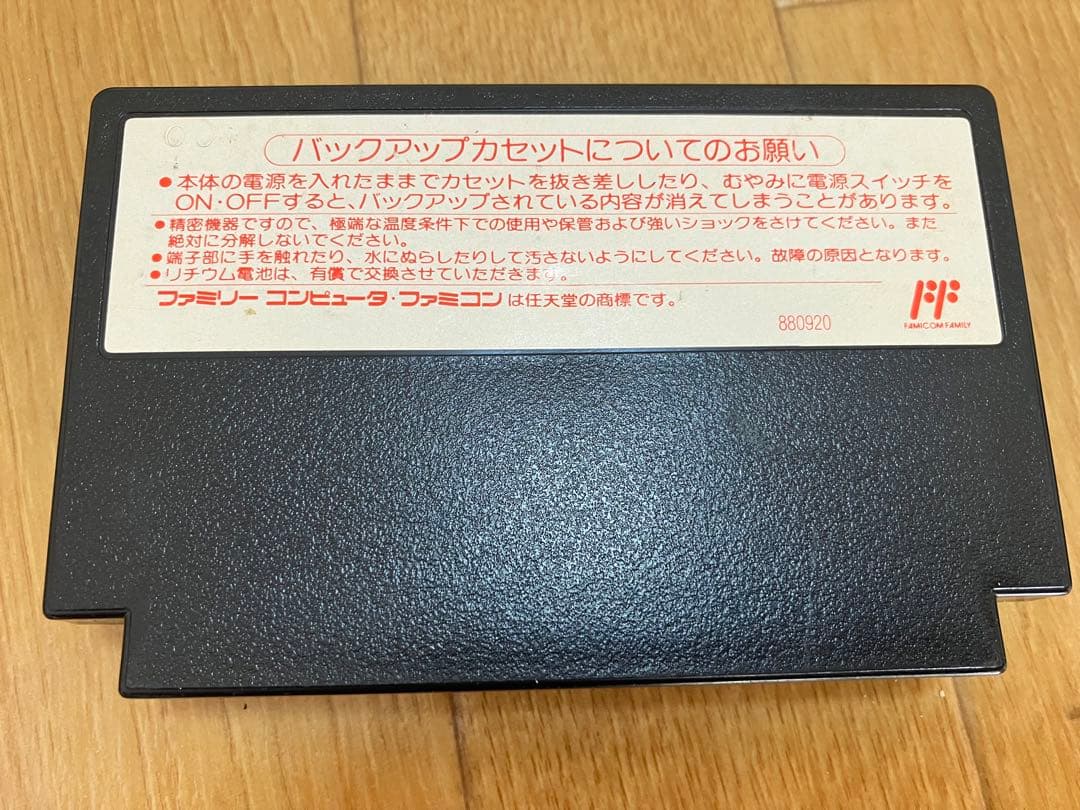 バックアップカセットについてのお願い
●本体の電源を入れたままでカセットを抜き差ししたり、むやみに電源スイッチを
ON・OFFすると、バックアップされている内容が消えてしまうことがあります。
●精密機器ですので、極端な温度条件下での使用や保管および強いショックをさけてください。また
絶対に分解しないでください。
●端子部に手を触れたり、水にぬらしたりして汚さないようにしてください。故障の原因となります。
●リチウム電池は、有償で交換させていただきます。
ファミリー コンピュータ・ファミコン は任天堂の商標です。
880920
FAMICOM FAMILY